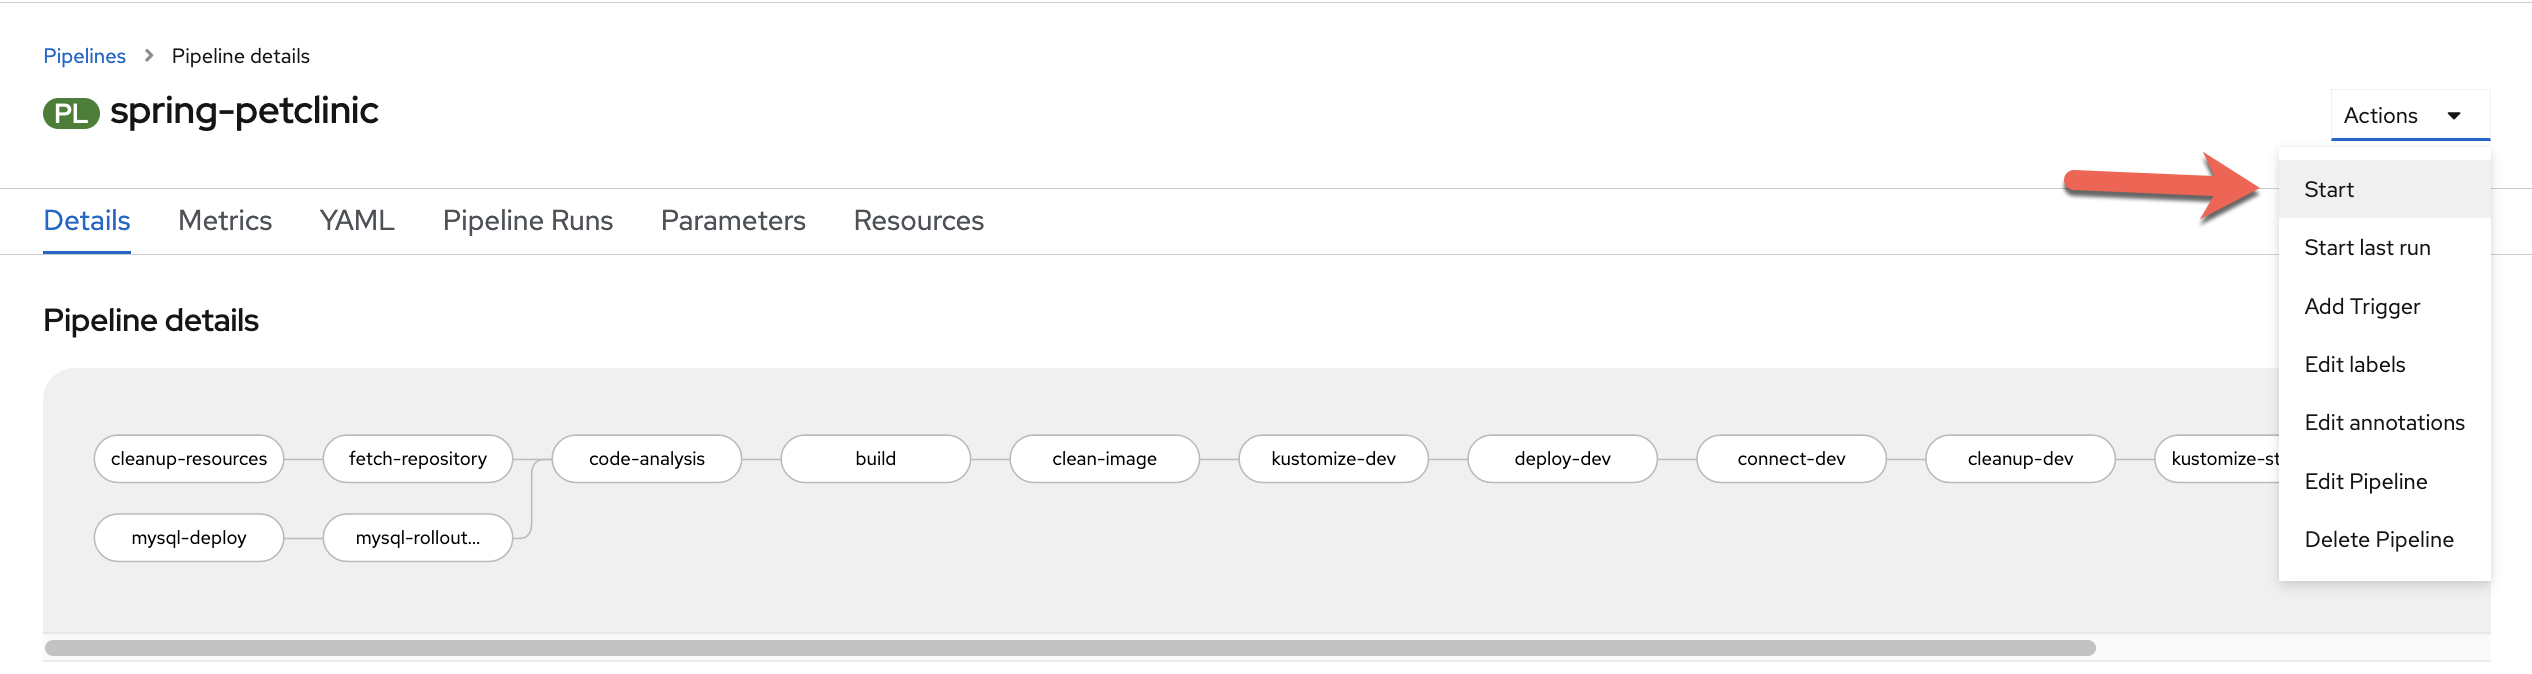 Pipelines > Pipeline details
PL spring-petclinic
Actions
Start
Start last run
Add Trigger
Edit labels
Edit annotations
Edit Pipeline
Delete Pipeline
Details Metrics YAML Pipeline Runs Parameters Resources
Pipeline details
cleanup-resources fetch-repository code-analysis build clean-image kustomize-dev deploy-dev connect-dev cleanup-dev kustomize-st
mysql-deploy mysql-rollout...